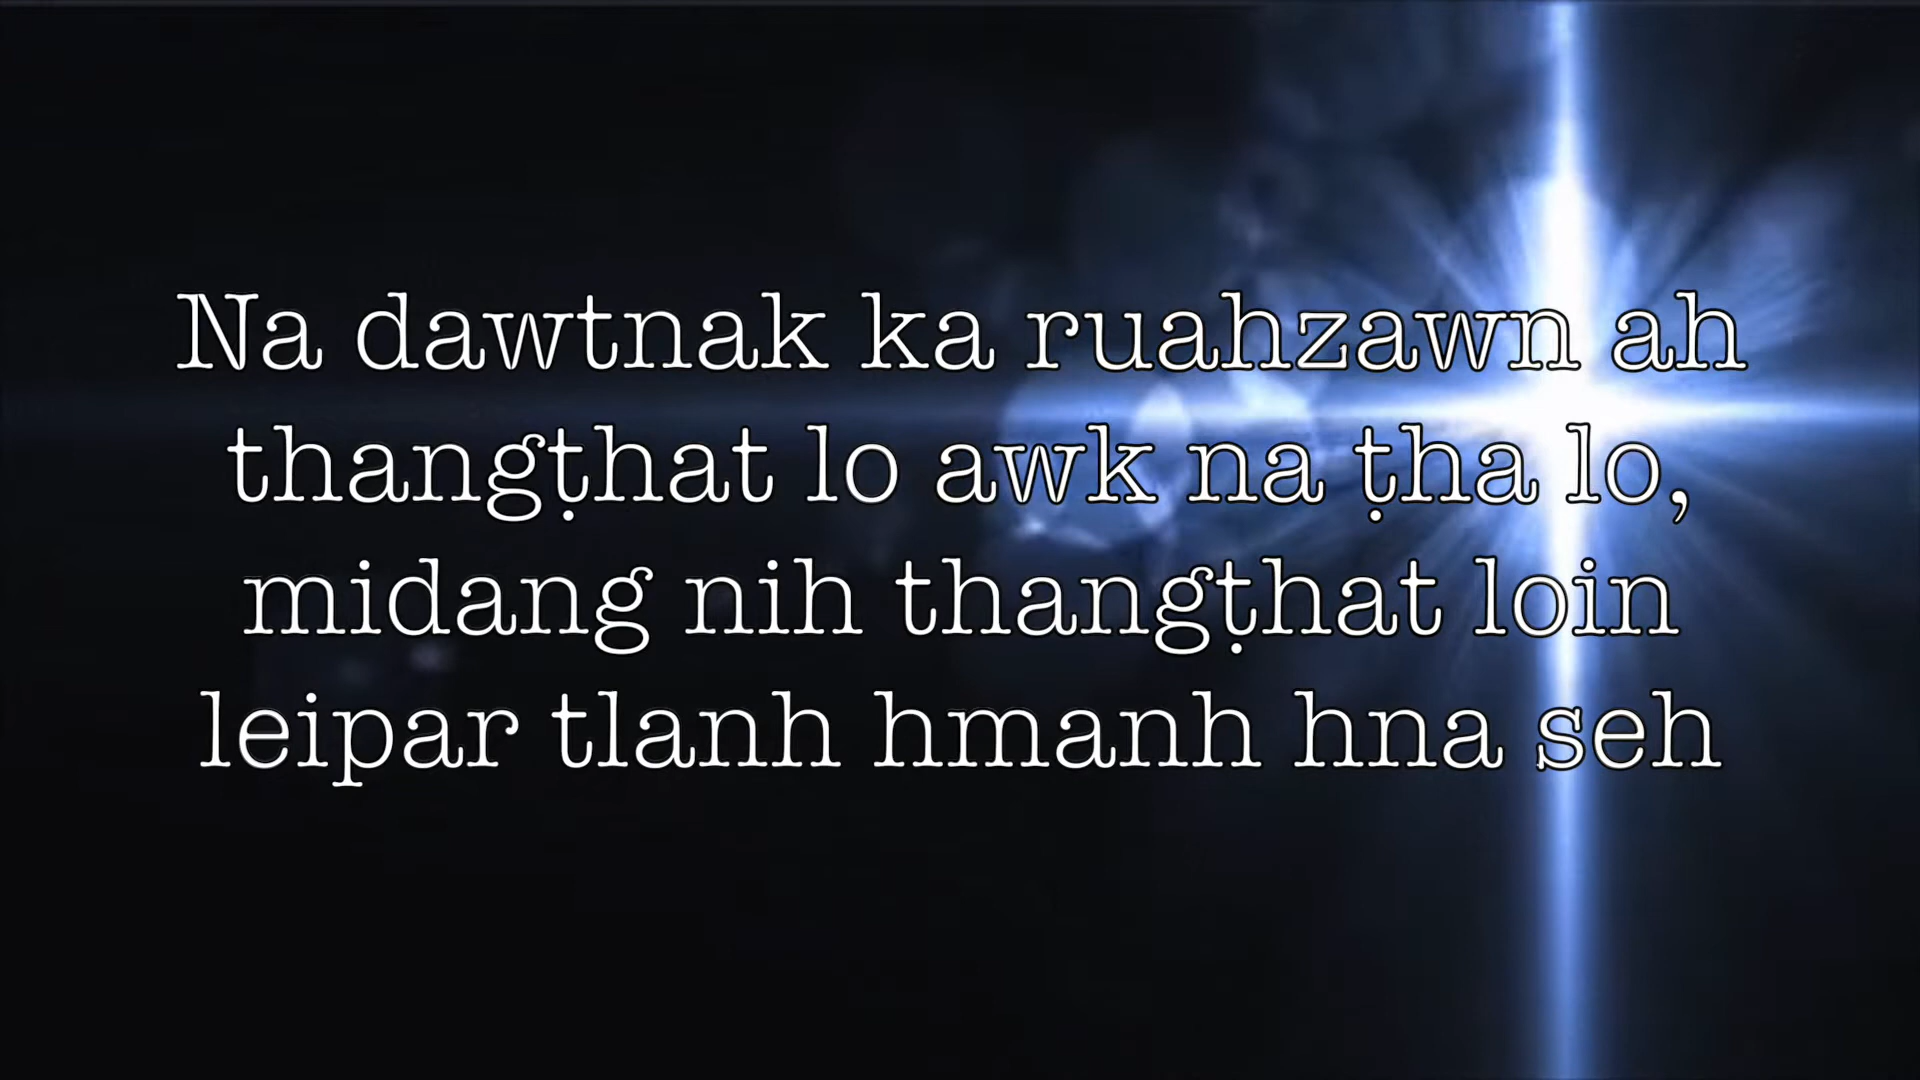 Na dawtnak ka ruahzawn ah
thangṭhat lo awk na ṭha lo,
midang nih thangṭhat loin
leipar tlanh hmanh hna seh